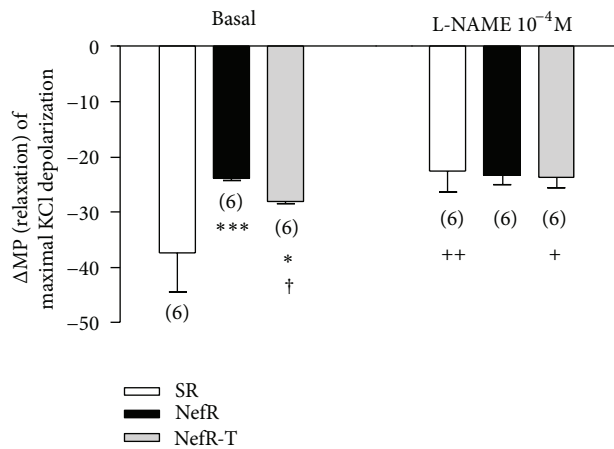 Basal
L-NAME 10⁻⁴M
ΔMP (relaxation) of
maximal KCl depolarization
0
−10
−20
−30
−40
−50
(6)
***
(6)
*
†
(6)
(6)
++
(6)
(6)
+
SR
NefR
NefR-T